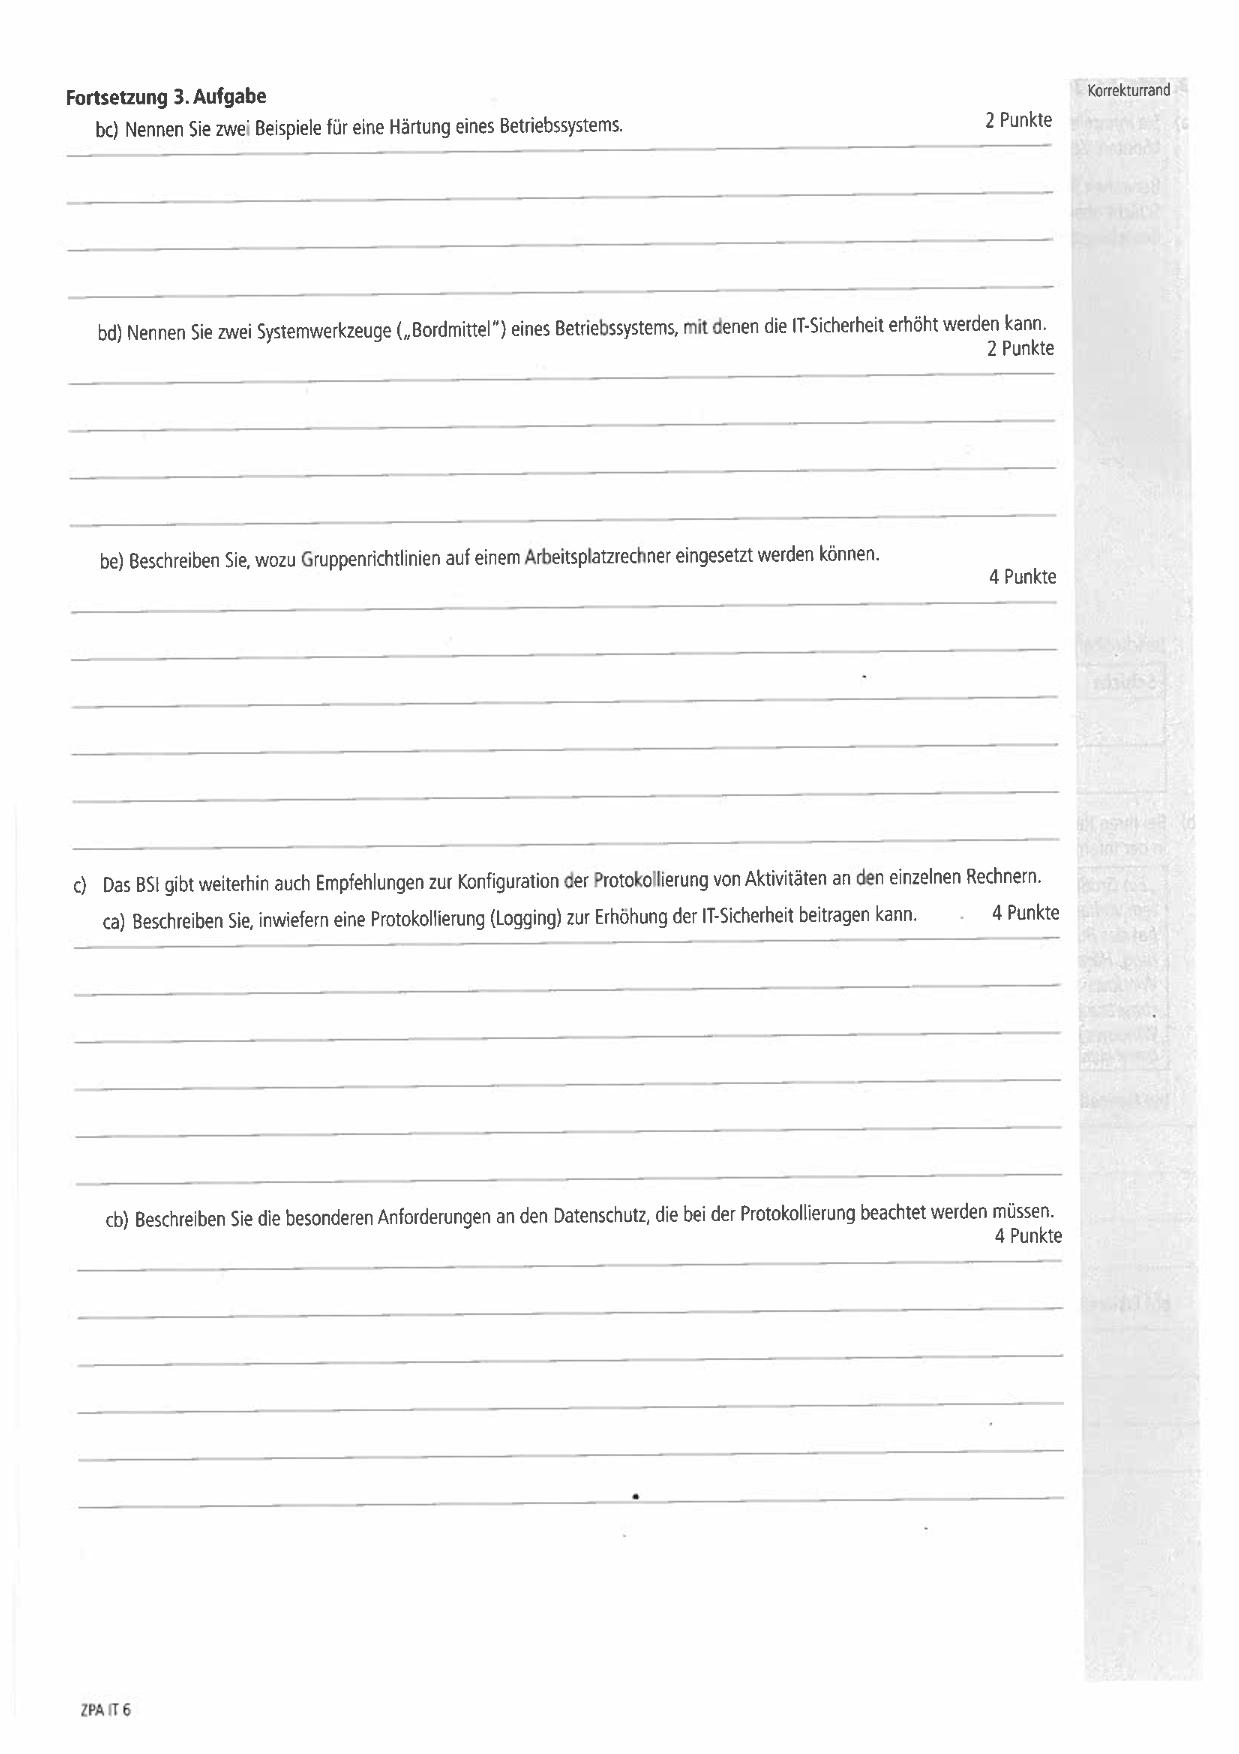 Korrekturrand
Fortsetzung 3. Aufgabe
bc) Nennen Sie zwei Beispiele für eine Härtung eines Betriebssystems. 2 Punkte
bd) Nennen Sie zwei Systemwerkzeuge („Bordmittel") eines Betriebssystems, mit denen die IT-Sicherheit erhöht werden kann.
2 Punkte
be) Beschreiben Sie, wozu Gruppenrichtlinien auf einem Arbeitsplatzrechner eingesetzt werden können.
4 Punkte
c) Das BSI gibt weiterhin auch Empfehlungen zur Konfiguration der Protokollierung von Aktivitäten an den einzelnen Rechnern.
ca) Beschreiben Sie, inwiefern eine Protokollierung (Logging) zur Erhöhung der IT-Sicherheit beitragen kann. 4 Punkte
cb) Beschreiben Sie die besonderen Anforderungen an den Datenschutz, die bei der Protokollierung beachtet werden müssen.
4 Punkte
ZPA IT 6